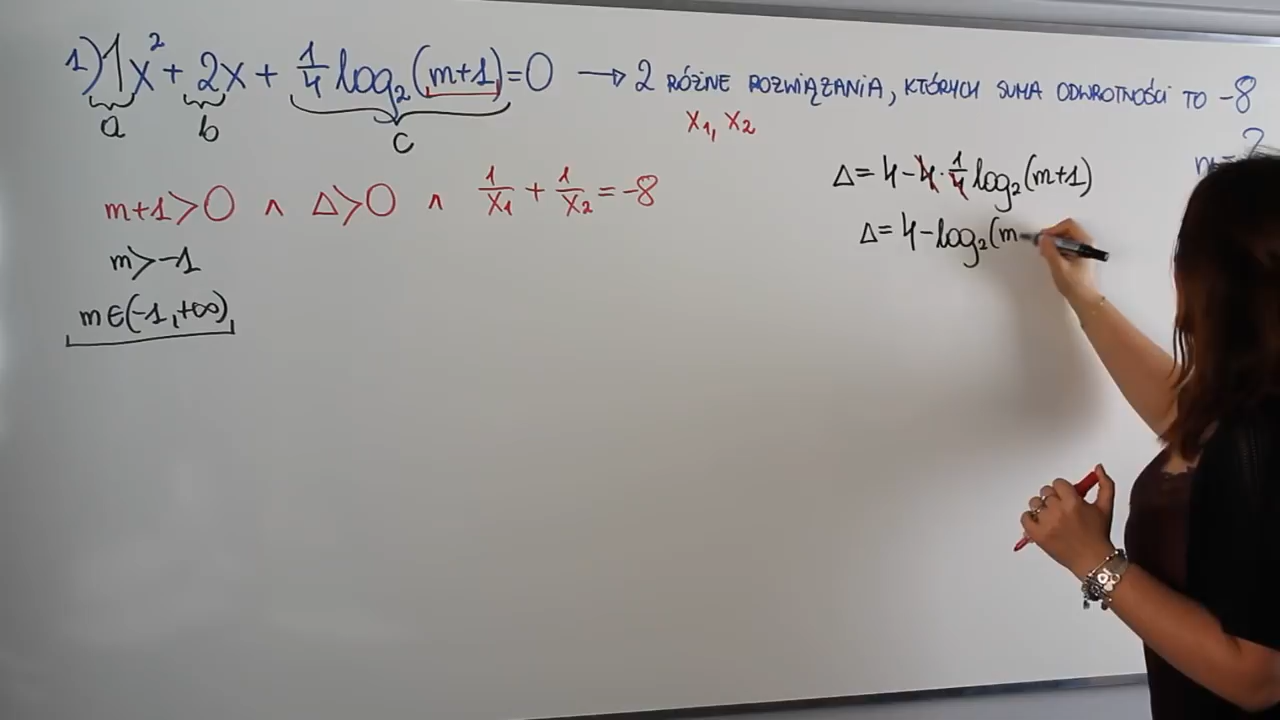 1) 1x² + 2x + 1/4 log₂(m+1) = 0 → 2 RÓŻNE ROZWIĄZANIA, KTÓRYCH SUMA ODWROTNOŚCI TO -8
a b c
x₁, x₂
m+1>0 ∧ Δ>0 ∧ 1/x₁ + 1/x₂ = -8
m>-1
m∈(-1,+∞)
Δ = 4-4·1/4 log₂(m+1)
Δ = 4-log₂(m